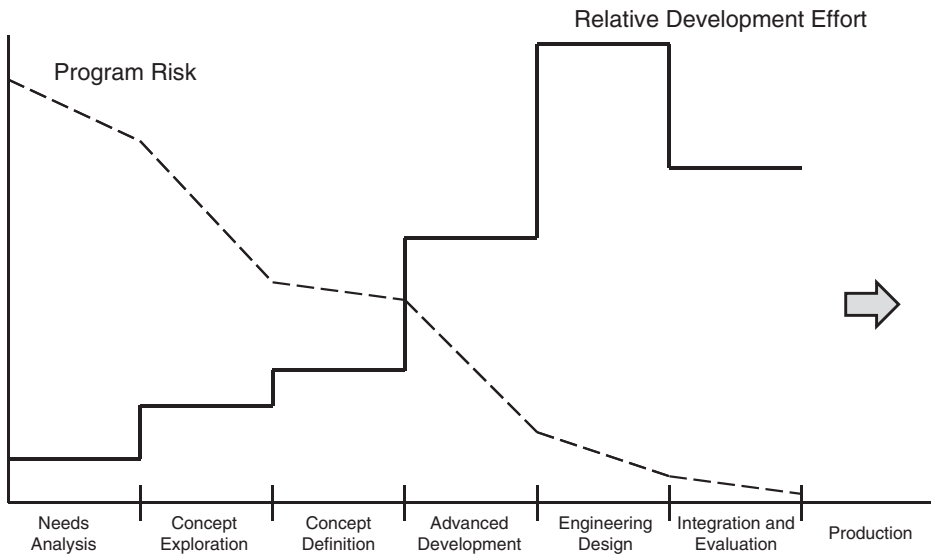 Relative Development Effort
Program Risk
Needs
Analysis
Concept
Exploration
Concept
Definition
Advanced
Development
Engineering
Design
Integration and
Evaluation
Production